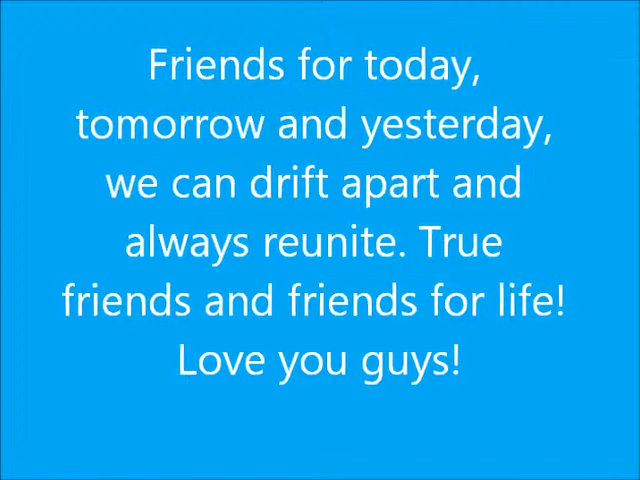 Friends for today,
tomorrow and yesterday,
we can drift apart and
always reunite. True
friends and friends for life!
Love you guys!